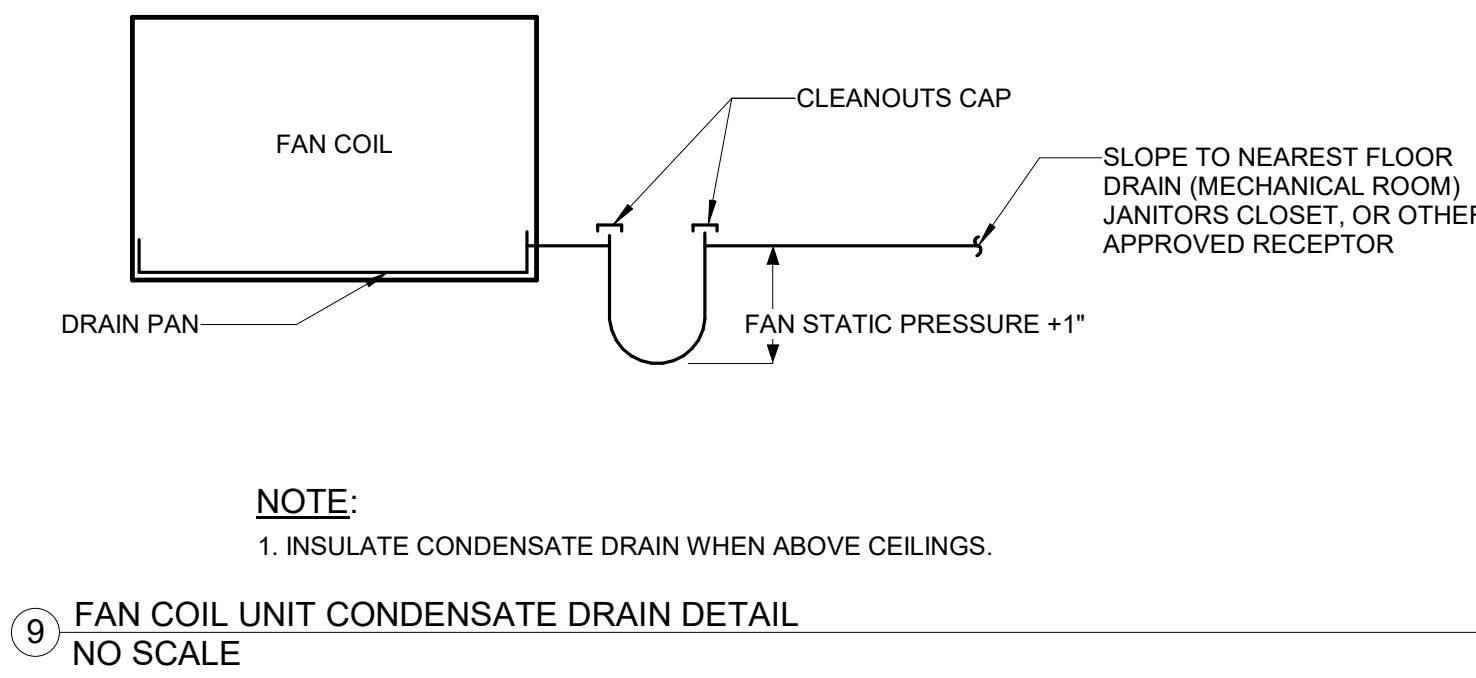 FAN COIL
CLEANOUTS CAP
SLOPE TO NEAREST FLOOR
DRAIN (MECHANICAL ROOM)
JANITORS CLOSET, OR OTHER
APPROVED RECEPTOR
DRAIN PAN
FAN STATIC PRESSURE +1"
NOTE:
1. INSULATE CONDENSATE DRAIN WHEN ABOVE CEILINGS.
9 FAN COIL UNIT CONDENSATE DRAIN DETAIL
NO SCALE